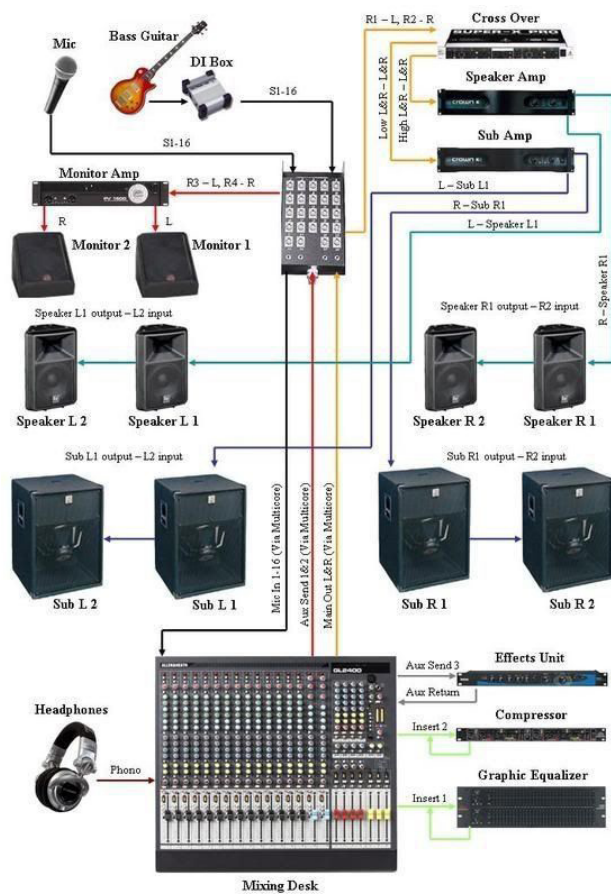 Mic
Bass Guitar
DI Box
R1 – L, R2 - R
Cross Over
SUPER-X PRO
S1-16
S1-16
Low L&R – L&R
High L&R – L&R
Speaker Amp
crown
Sub Amp
crown
Monitor Amp
R3 – L, R4 - R
R
L
L – Sub L1
R – Sub R1
L – Speaker L1
R – Speaker R1
Monitor 2
Monitor 1
Speaker L1 output – L2 input
Speaker R1 output – R2 input
Speaker L 2
Speaker L 1
Speaker R 2
Speaker R 1
Sub L1 output – L2 input
Sub R1 output – R2 input
Mic In 1-16 (Via Multicore)
Aux Send 1&2 (Via Multicore)
Main Out L&R (Via Multicore)
Sub L 2
Sub L 1
Sub R 1
Sub R 2
GL2400
Aux Send 3
Effects Unit
Aux Return
Headphones
Insert 2
Compressor
Phono
Insert 1
Graphic Equalizer
Mixing Desk